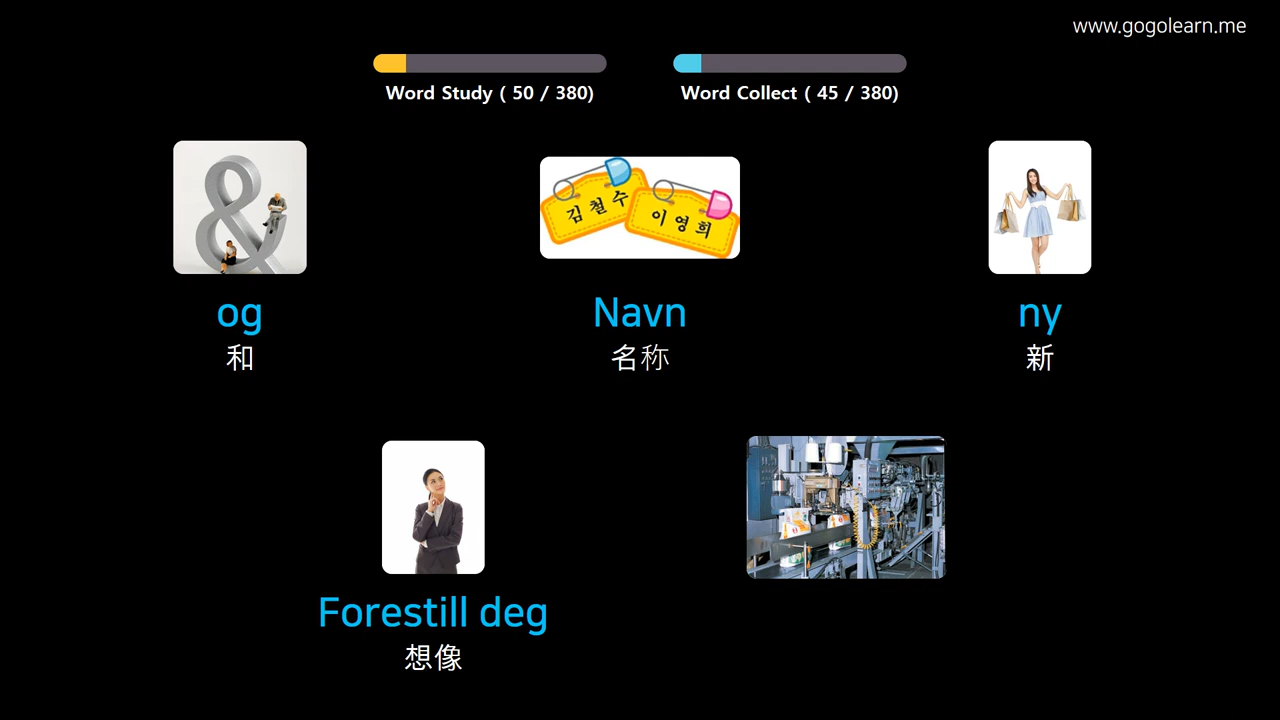 www.gogolearn.me
Word Study ( 50 / 380)
Word Collect ( 45 / 380)
김철수
이영희
og
和
Navn
名称
ny
新
Forestill deg
想像